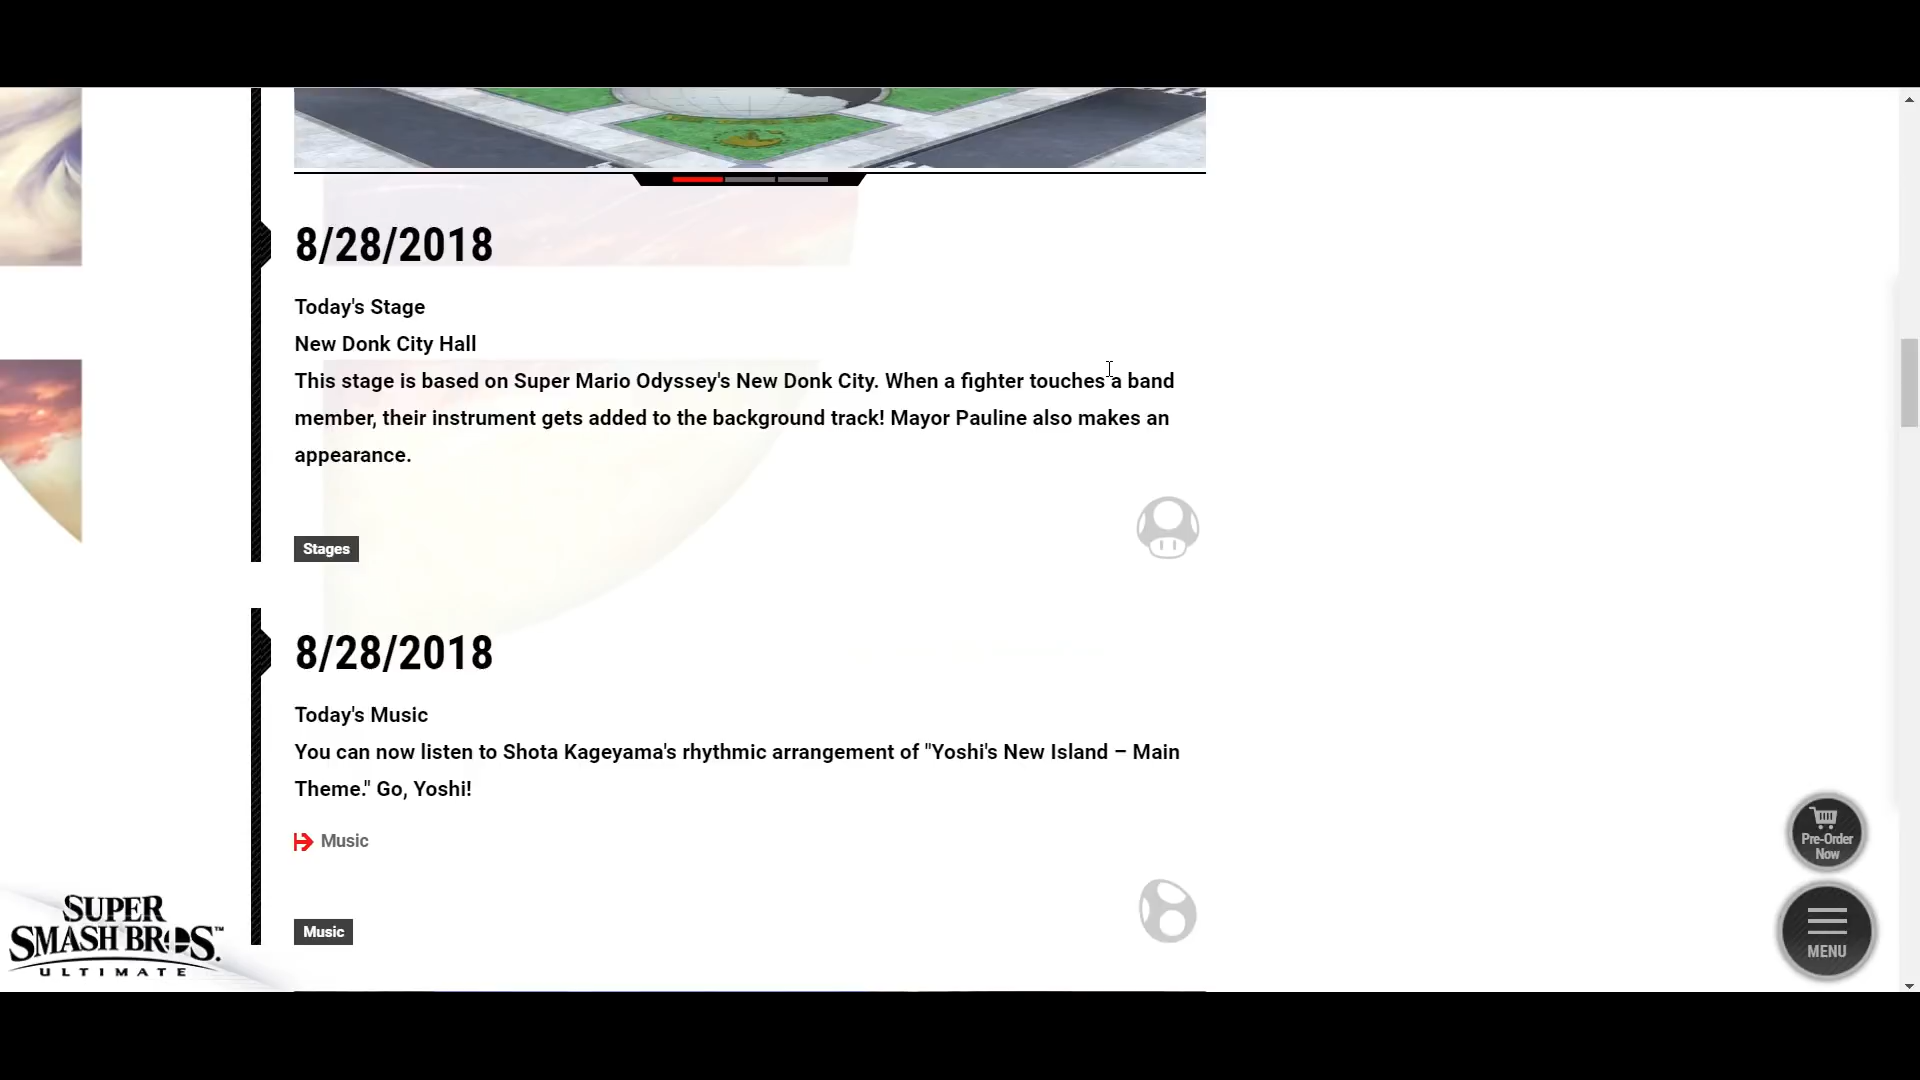 8/28/2018
Today's Stage
New Donk City Hall
This stage is based on Super Mario Odyssey's New Donk City. When a fighter touches a band
member, their instrument gets added to the background track! Mayor Pauline also makes an
appearance.
Stages
8/28/2018
Today's Music
You can now listen to Shota Kageyama's rhythmic arrangement of "Yoshi's New Island – Main
Theme." Go, Yoshi!
Music
Music
Pre-Order
Now
MENU
SUPER
SMASH BROS.™
ULTIMATE